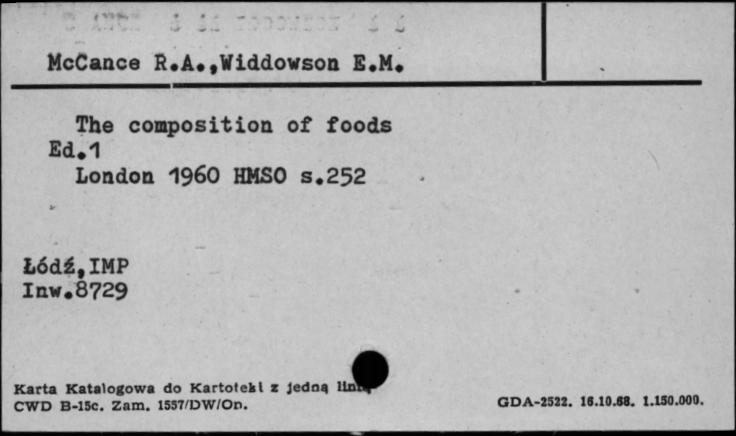 McCance R.A.,Widdowson E.M.
The composition of foods
Ed.1
London 1960 HMSO s.252
Łódź,IMP
Inw.8729
Karta Katalogowa do Kartoteki z jedną linią
CWD B-15c. Zam. 1557/DW/On.
GDA-2522. 16.10.68. 1.150.000.